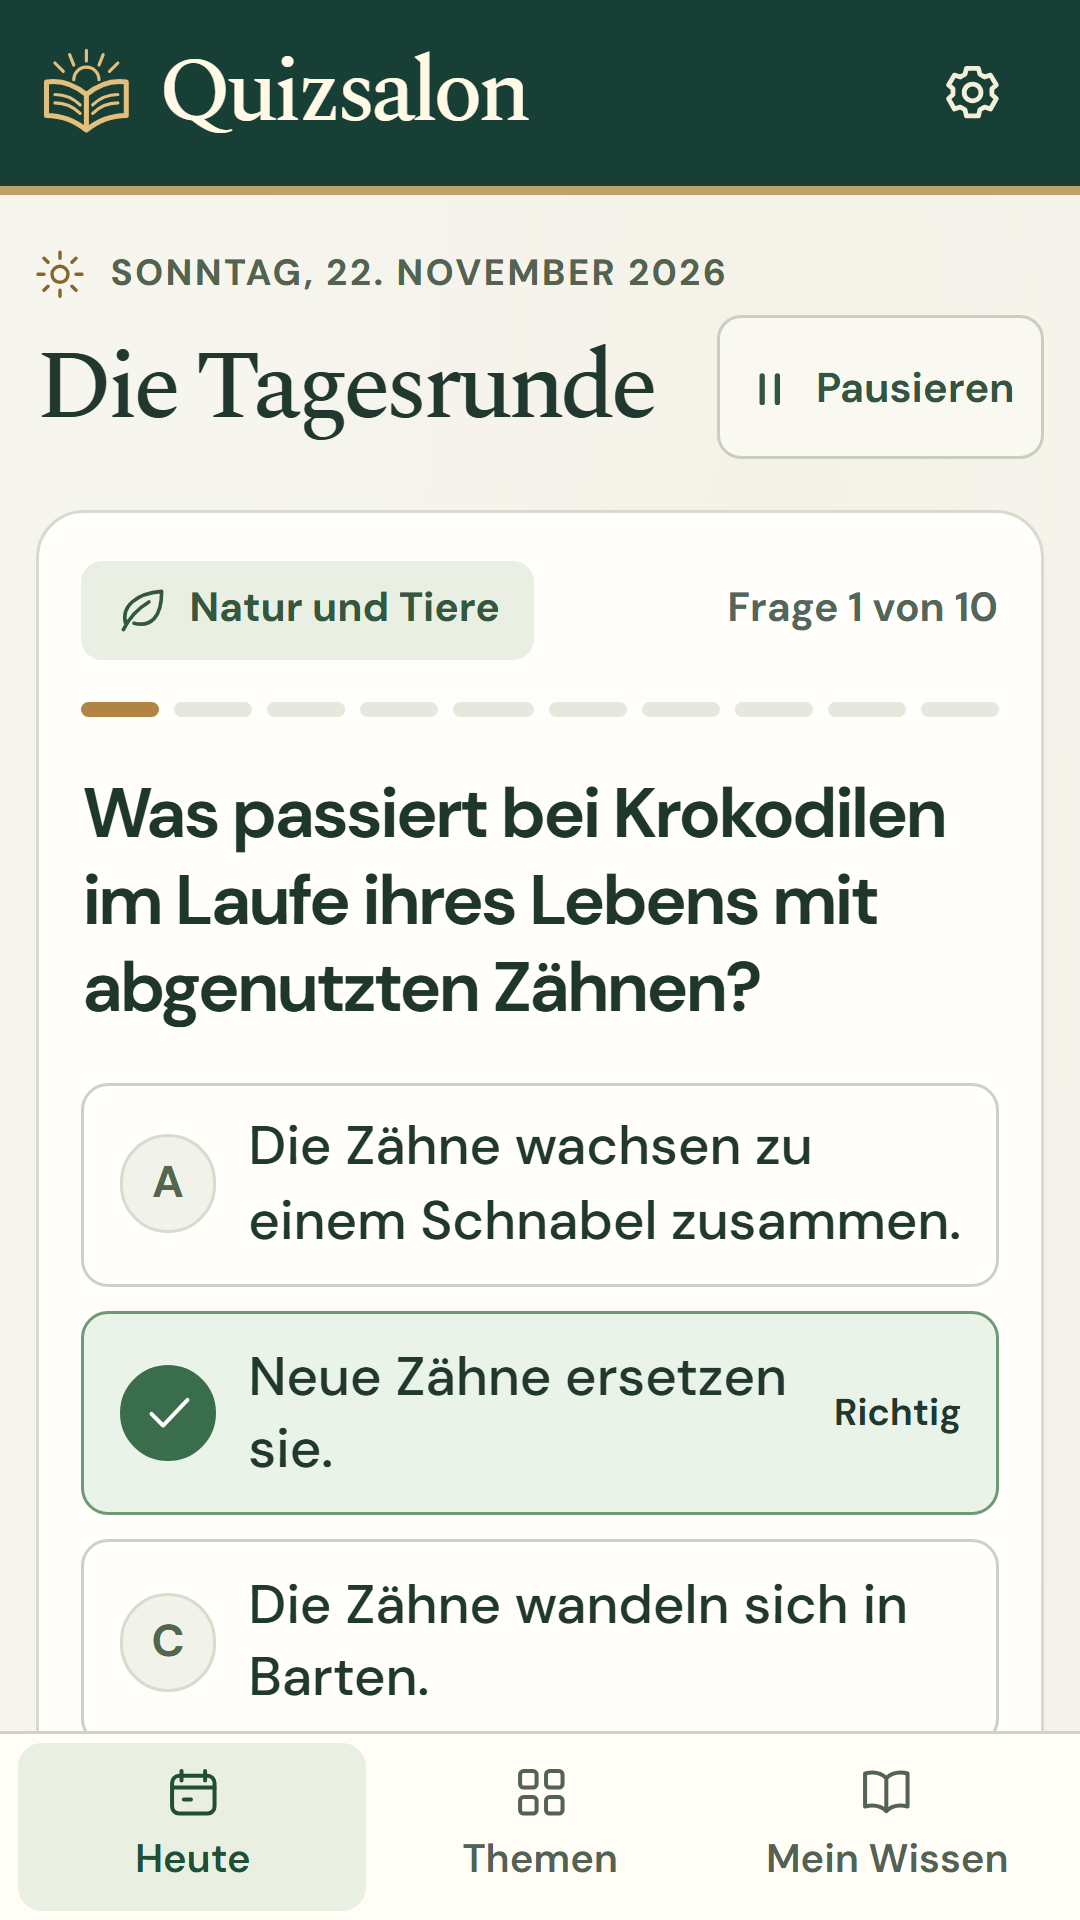 Quizsalon
SONNTAG, 22. NOVEMBER 2026
Die Tagesrunde
Pausieren
Natur und Tiere
Frage 1 von 10
Was passiert bei Krokodilen
im Laufe ihres Lebens mit
abgenutzten Zähnen?
A
Die Zähne wachsen zu
einem Schnabel zusammen.
Neue Zähne ersetzen
sie.
Richtig
C
Die Zähne wandeln sich in
Barten.
Heute
Themen
Mein Wissen